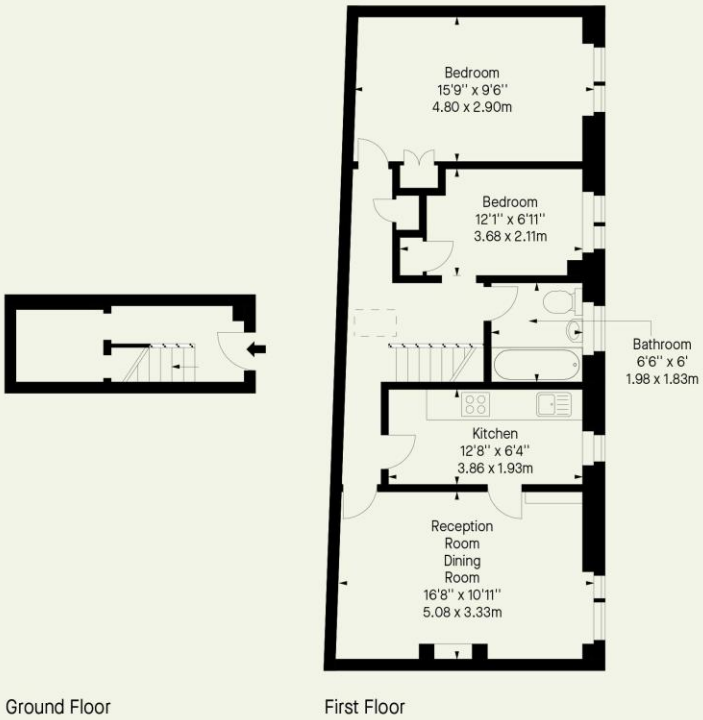 Bedroom
15'9'' x 9'6''
4.80 x 2.90m
Bedroom
12'1'' x 6'11''
3.68 x 2.11m
Bathroom
6'6'' x 6'
1.98 x 1.83m
Kitchen
12'8'' x 6'4''
3.86 x 1.93m
Reception
Room
Dining
Room
16'8'' x 10'11''
5.08 x 3.33m
Ground Floor
First Floor